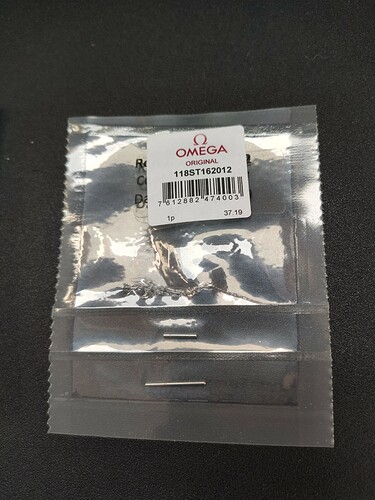 Ω
OMEGA
ORIGINAL
118ST162012
7 612882 474003
1p 37.19